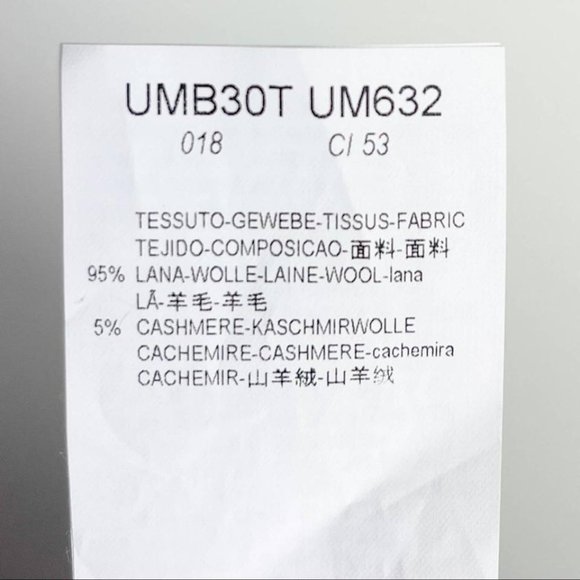 UMB30T UM632
018 CI 53
TESSUTO-GEWEBE-TISSUS-FABRIC
TEJIDO-COMPOSICAO-面料-面料
95% LANA-WOLLE-LAINE-WOOL-lana
LÃ-羊毛-羊毛
5% CASHMERE-KASCHMIRWOLLE
CACHEMIRE-CASHMERE-cachemira
CACHEMIR-山羊絨-山羊绒